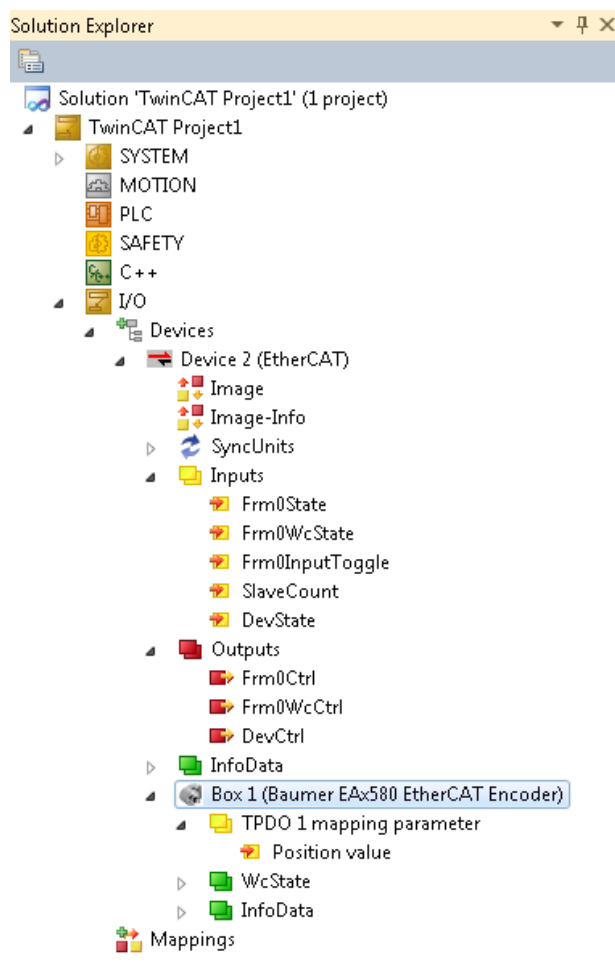 Solution Explorer
Solution 'TwinCAT Project1' (1 project)
TwinCAT Project1
SYSTEM
MOTION
PLC
SAFETY
C++
I/O
Devices
Device 2 (EtherCAT)
Image
Image-Info
SyncUnits
Inputs
Frm0State
Frm0WcState
Frm0InputToggle
SlaveCount
DevState
Outputs
Frm0Ctrl
Frm0WcCtrl
DevCtrl
InfoData
Box 1 (Baumer EAx580 EtherCAT Encoder)
TPDO 1 mapping parameter
Position value
WcState
InfoData
Mappings